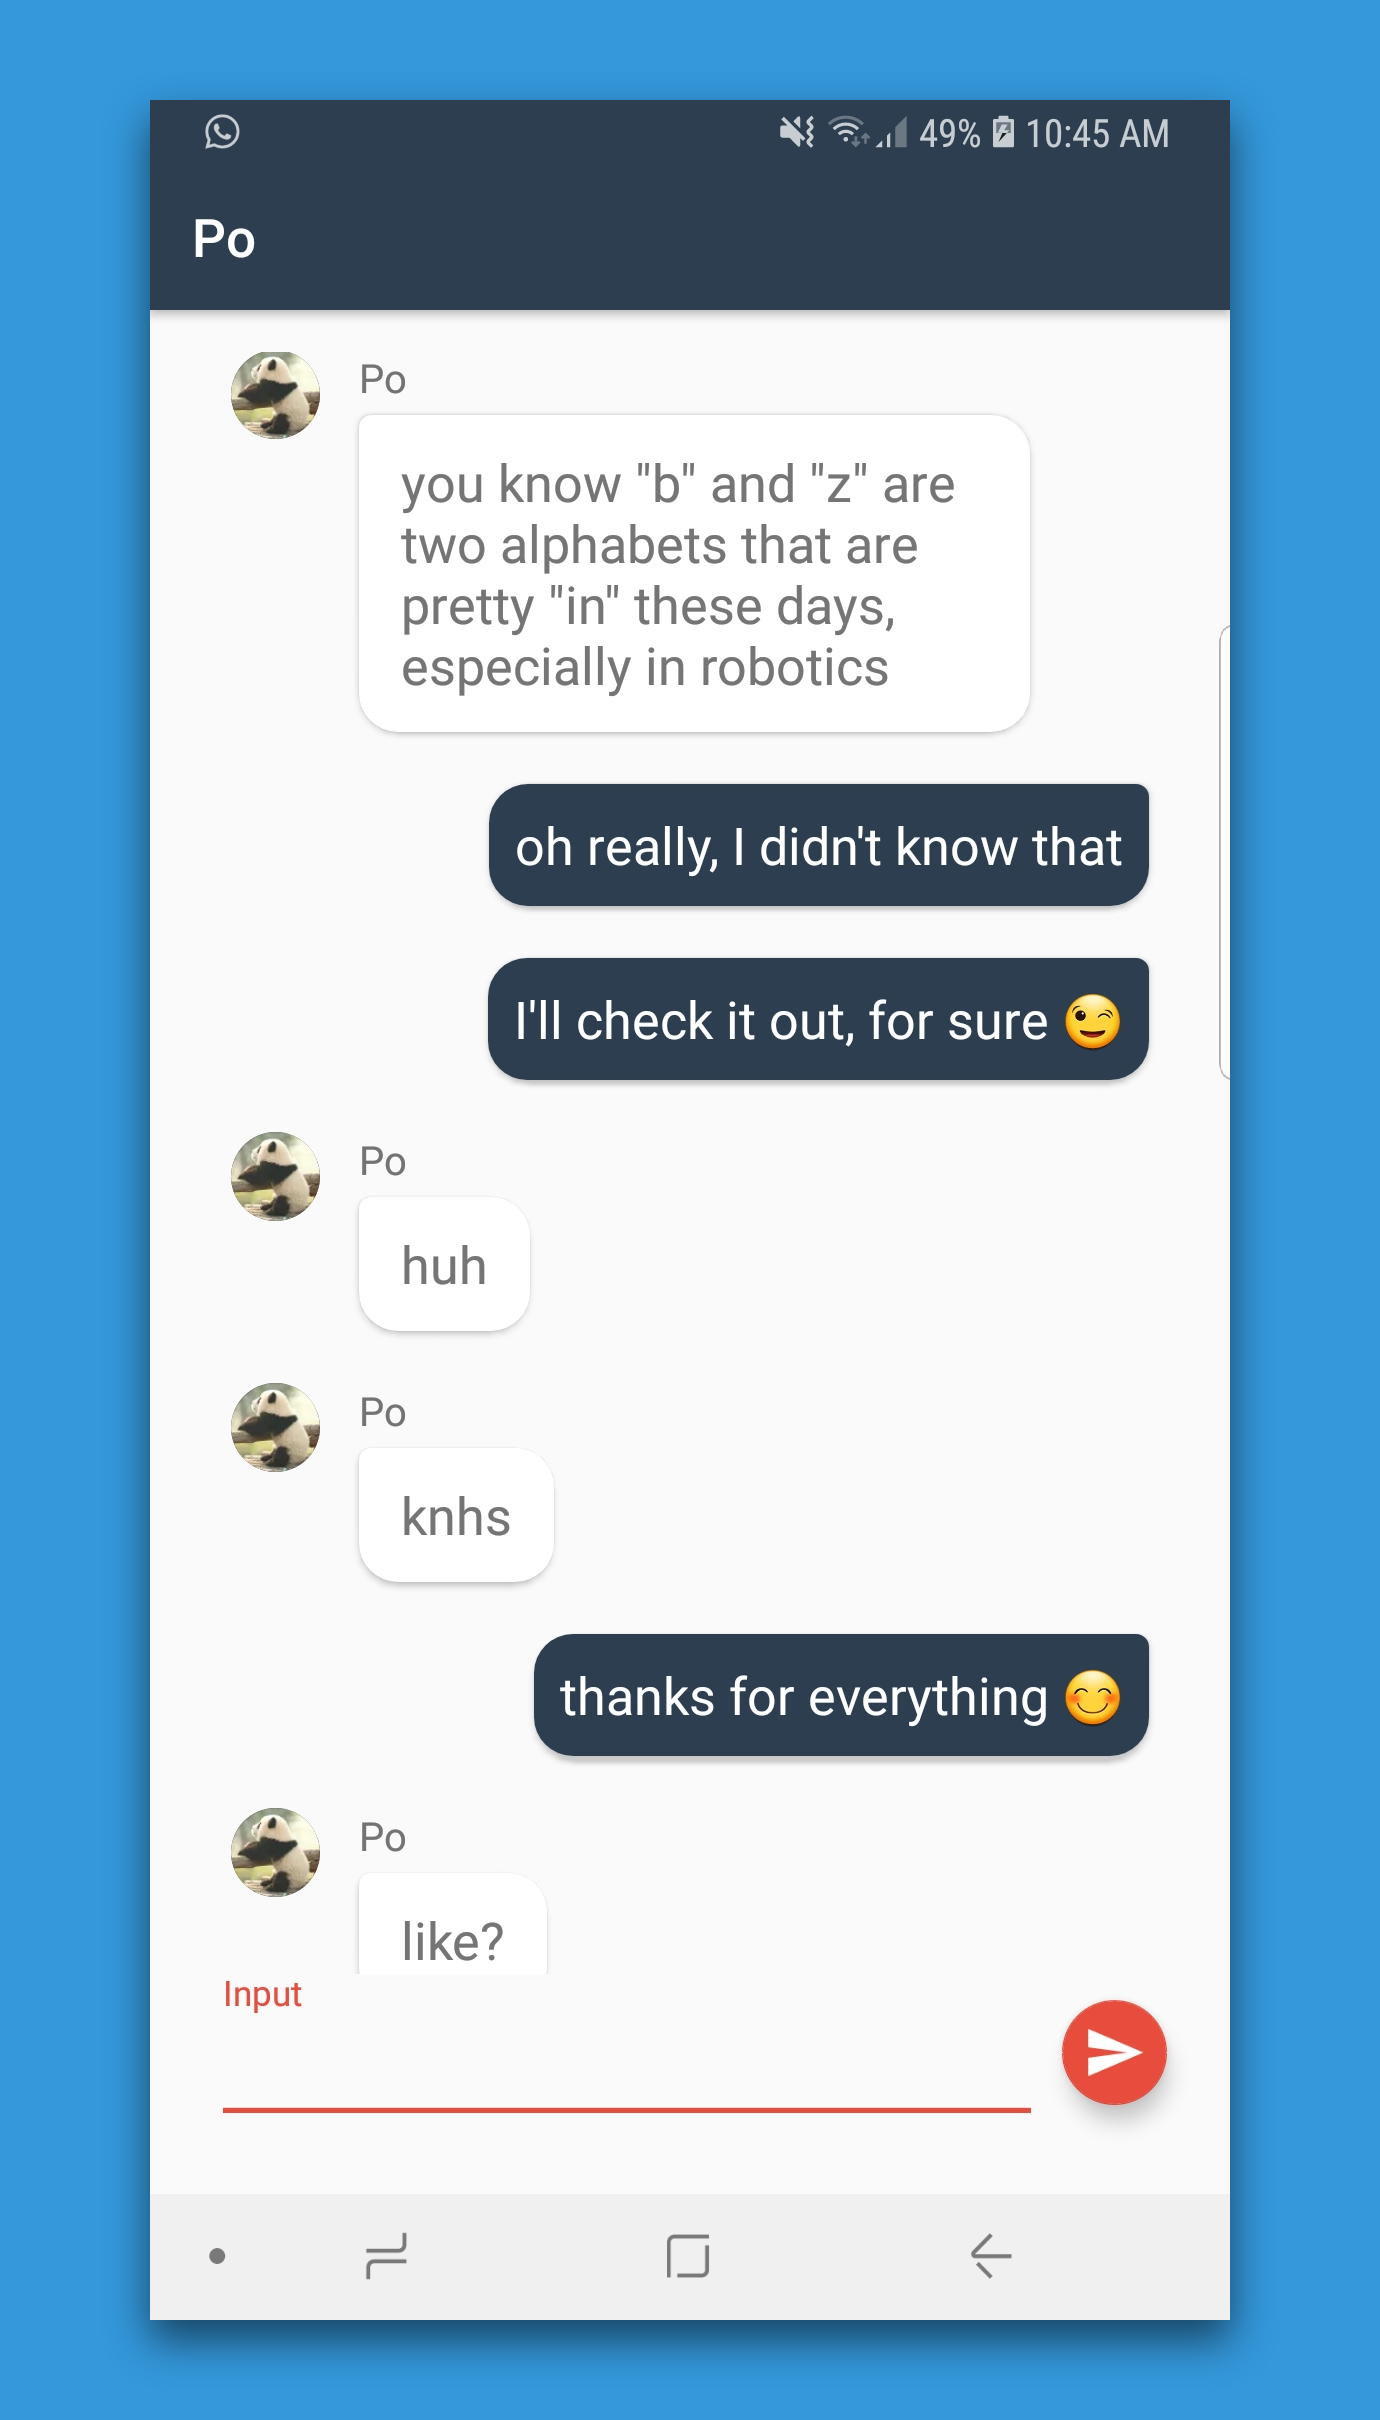 49% 10:45 AM
Po
Po
you know "b" and "z" are
two alphabets that are
pretty "in" these days,
especially in robotics
oh really, I didn't know that
I'll check it out, for sure 😉
Po
huh
Po
knhs
thanks for everything 😊
Po
like?
Input